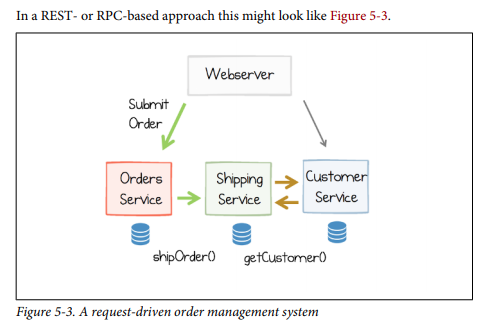 In a REST- or RPC-based approach this might look like Figure 5-3.
Webserver
Submit
Order
Orders
Service
Shipping
Service
Customer
Service
shipOrder()
getCustomer()
Figure 5-3. A request-driven order management system